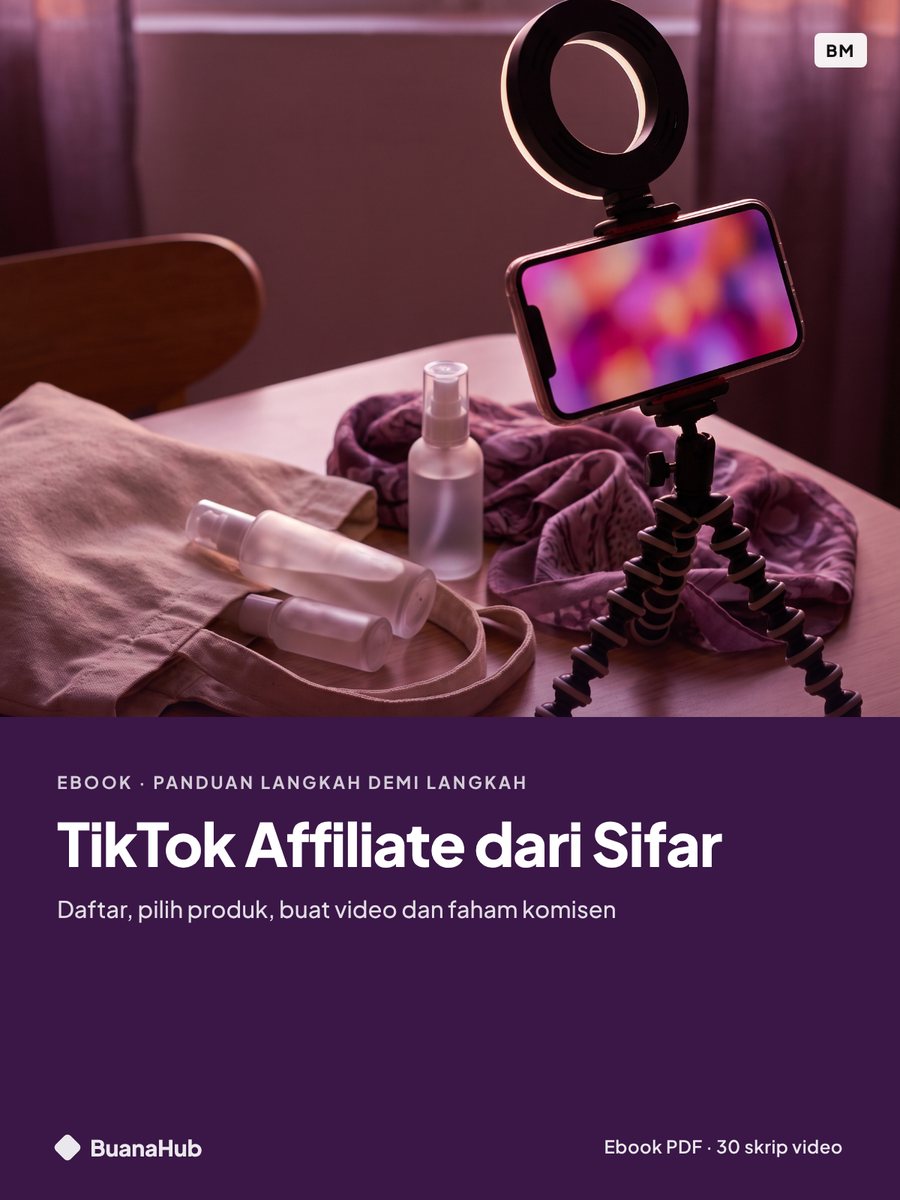 BM
EBOOK · PANDUAN LANGKAH DEMI LANGKAH
TikTok Affiliate dari Sifar
Daftar, pilih produk, buat video dan faham komisen
BuanaHub
Ebook PDF · 30 skrip video